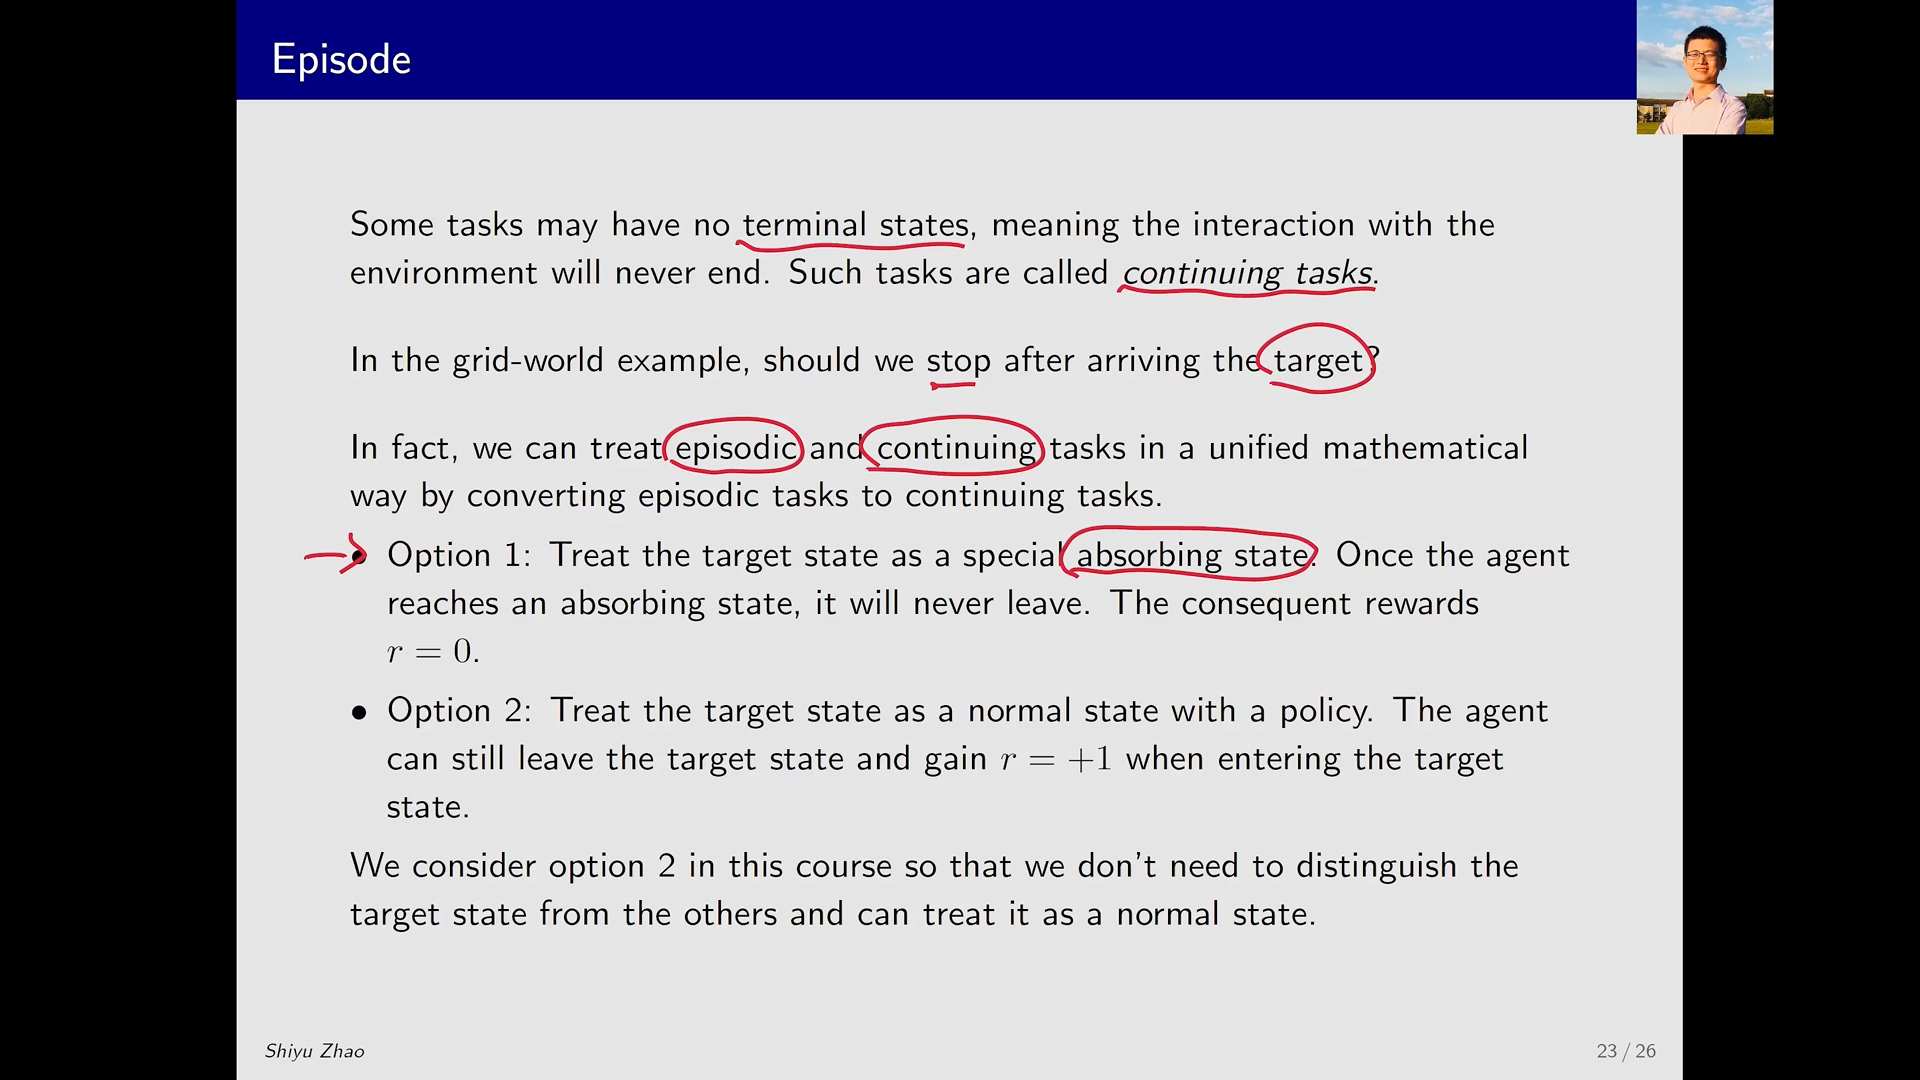 Episode
Some tasks may have no terminal states, meaning the interaction with the
environment will never end. Such tasks are called continuing tasks.
In the grid-world example, should we stop after arriving the target?
In fact, we can treat episodic and continuing tasks in a unified mathematical
way by converting episodic tasks to continuing tasks.
• Option 1: Treat the target state as a special absorbing state. Once the agent
reaches an absorbing state, it will never leave. The consequent rewards
r = 0.
• Option 2: Treat the target state as a normal state with a policy. The agent
can still leave the target state and gain r = +1 when entering the target
state.
We consider option 2 in this course so that we don't need to distinguish the
target state from the others and can treat it as a normal state.
Shiyu Zhao
23 / 26